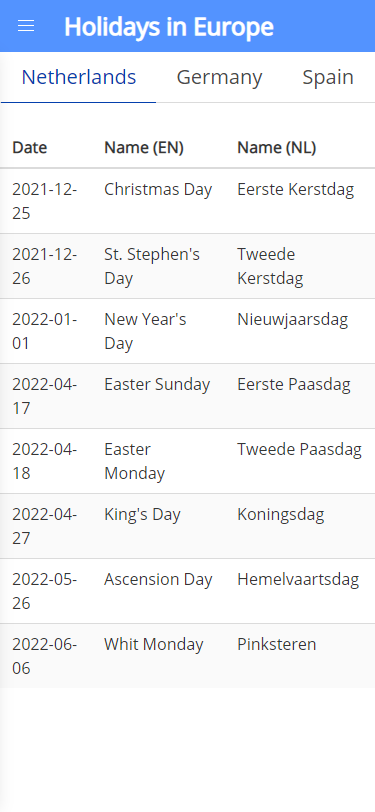 Holidays in Europe
Netherlands Germany Spain
Date Name (EN) Name (NL)
2021-12- Christmas Day Eerste Kerstdag
25
2021-12- St. Stephen's Tweede
26 Day Kerstdag
2022-01- New Year's Nieuwjaarsdag
01 Day
2022-04- Easter Sunday Eerste Paasdag
17
2022-04- Easter Tweede Paasdag
18 Monday
2022-04- King's Day Koningsdag
27
2022-05- Ascension Day Hemelvaartsdag
26
2022-06- Whit Monday Pinksteren
06